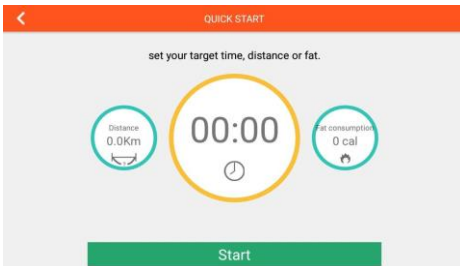 QUICK START
set your target time, distance or fat.
Distance
0.0Km
00:00
Fat consumption
0 cal
Start